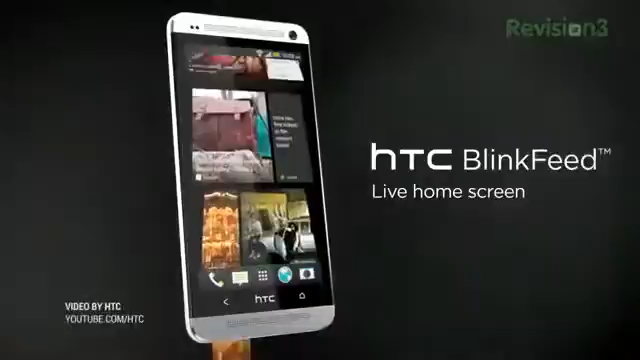 Revision3
hTC BlinkFeed™
Live home screen
hTC
VIDEO BY HTC
YOUTUBE.COM/HTC